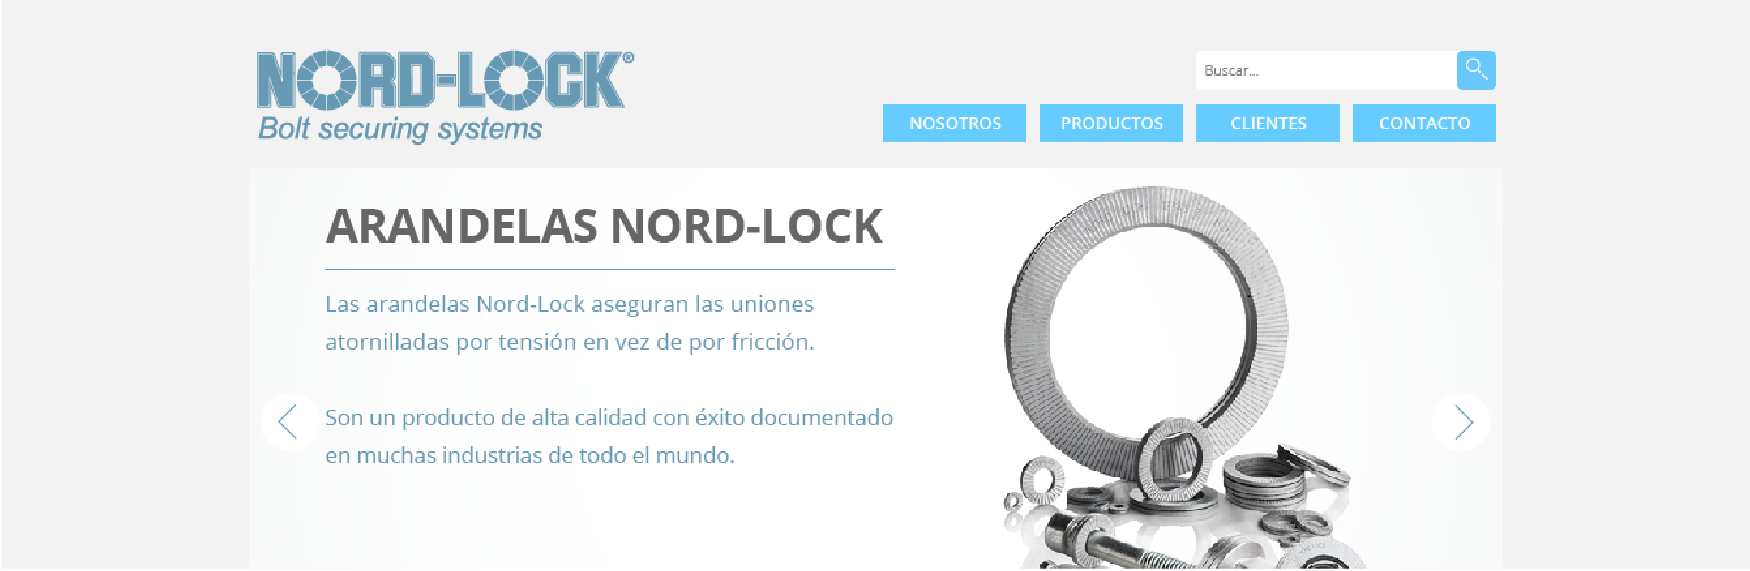 NORD-LOCK®
Bolt securing systems
Buscar...
NOSOTROS PRODUCTOS CLIENTES CONTACTO
ARANDELAS NORD-LOCK
Las arandelas Nord-Lock aseguran las uniones
atornilladas por tensión en vez de por fricción.
Son un producto de alta calidad con éxito documentado
en muchas industrias de todo el mundo.